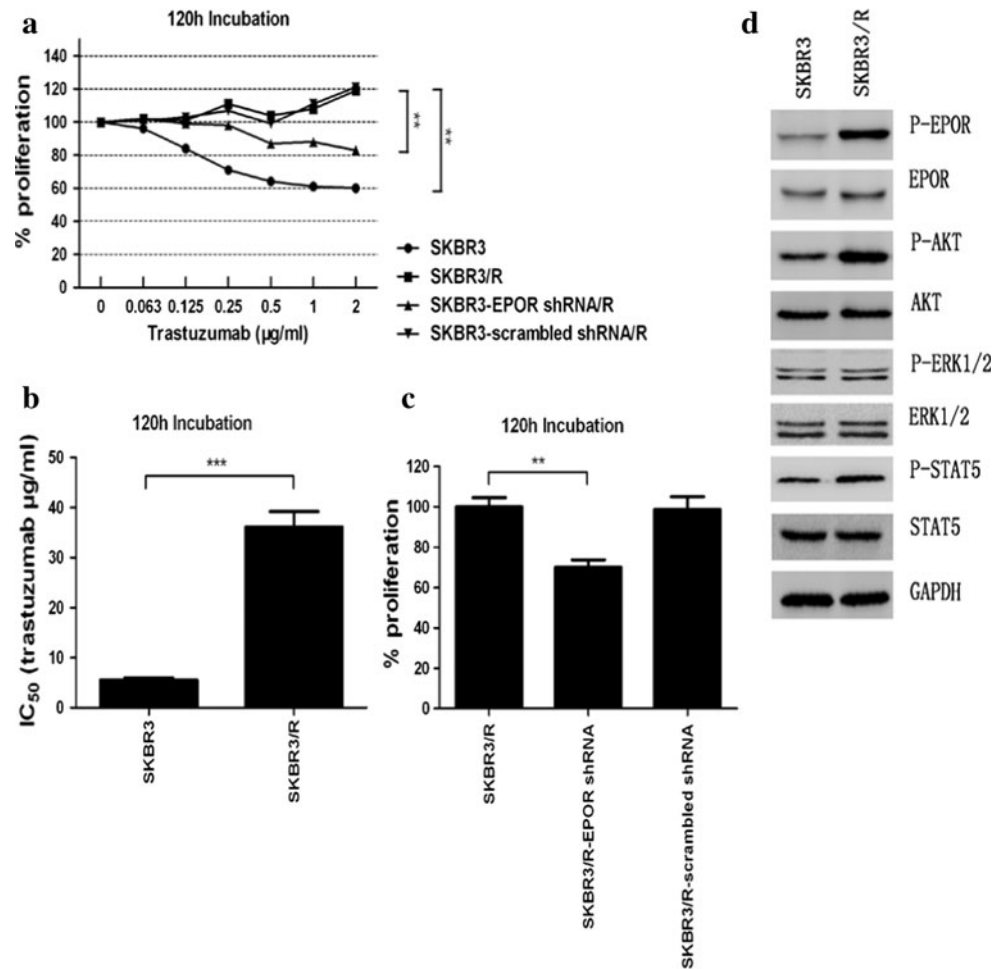 a
120h Incubation
140
120
100
80
60
40
20
0
% proliferation
0 0.063 0.125 0.25 0.5 1 2
Trastuzumab (µg/ml)
**
**
SKBR3
SKBR3/R
SKBR3-EPOR shRNA/R
SKBR3-scrambled shRNA/R
b
120h Incubation
50
40
30
20
10
0
IC50 (trastuzumab µg/ml)
***
SKBR3
SKBR3/R
c
120h Incubation
120
100
80
60
40
20
0
% proliferation
**
SKBR3/R
SKBR3/R-EPOR shRNA
SKBR3/R-scrambled shRNA
d
SKBR3
SKBR3/R
P-EPOR
EPOR
P-AKT
AKT
P-ERK1/2
ERK1/2
P-STAT5
STAT5
GAPDH